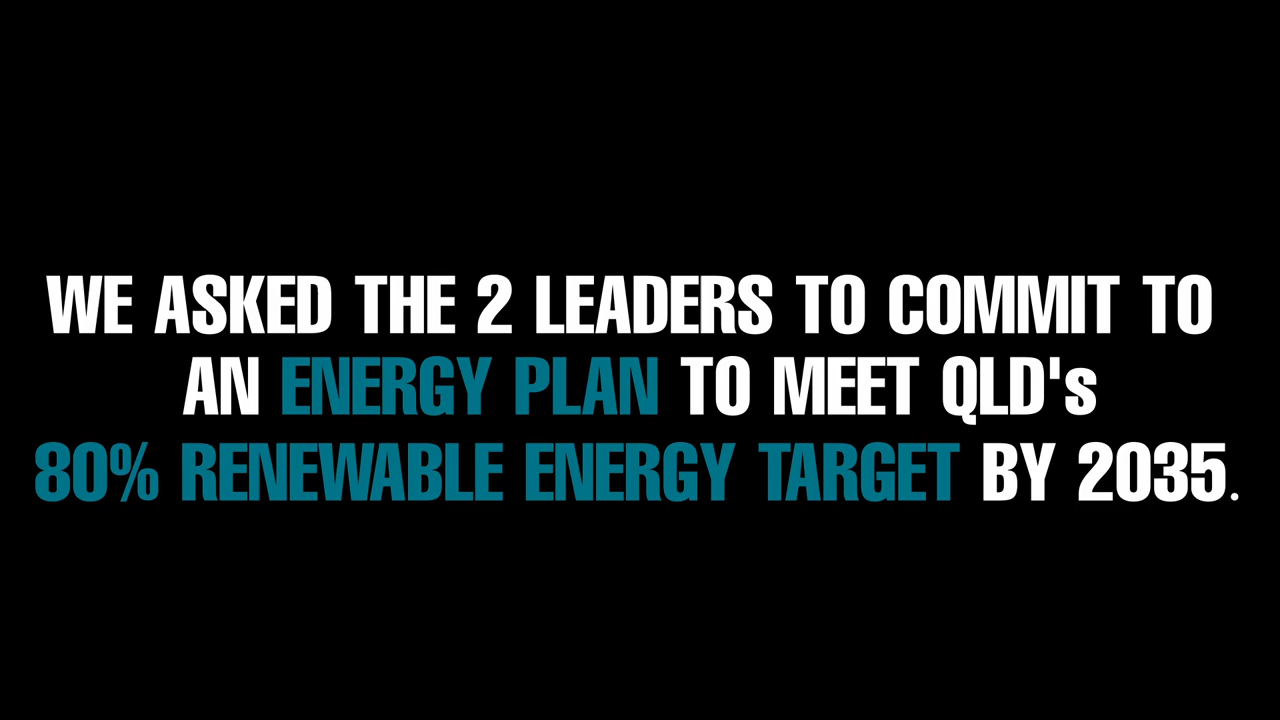 WE ASKED THE 2 LEADERS TO COMMIT TO
AN ENERGY PLAN TO MEET QLD's
80% RENEWABLE ENERGY TARGET BY 2035.